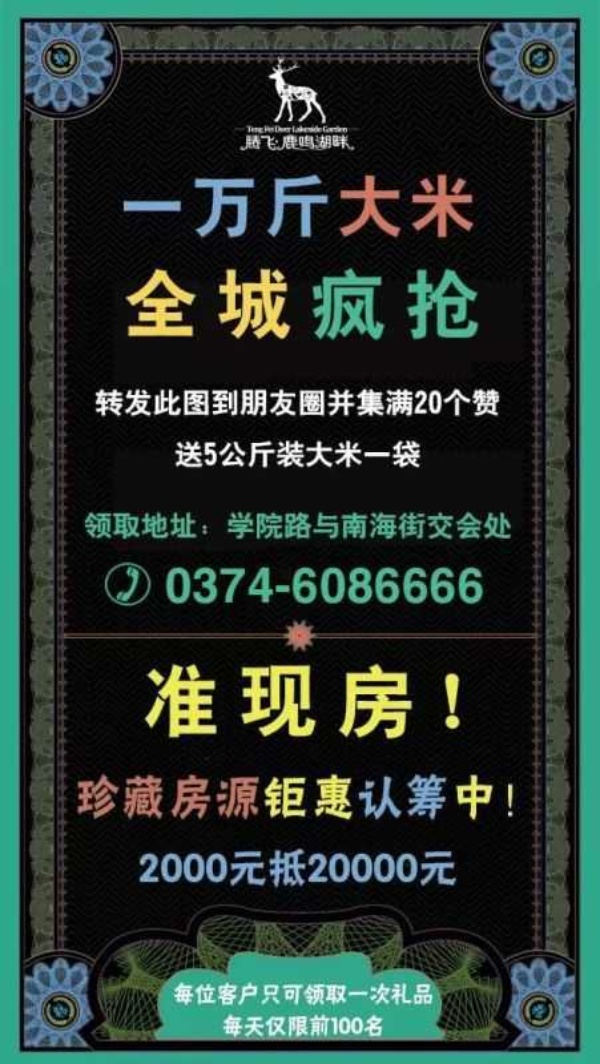 Teng Fei Deer Lakeside Garden
腾飞·鹿鸣湖畔
一万斤大米
全城疯抢
转发此图到朋友圈并集满20个赞
送5公斤装大米一袋
领取地址：学院路与南海街交会处
0374-6086666
准现房！
珍藏房源钜惠认筹中！
2000元抵20000元
每位客户只可领取一次礼品
每天仅限前100名